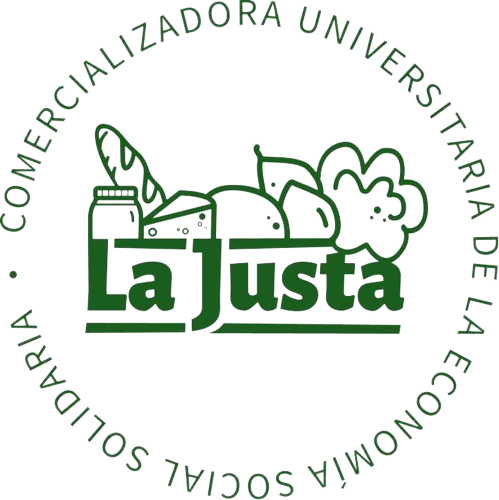 COMERCIALIZADORA UNIVERSITARIA DE LA ECONOMÍA SOCIAL SOLIDARIA •
La Justa